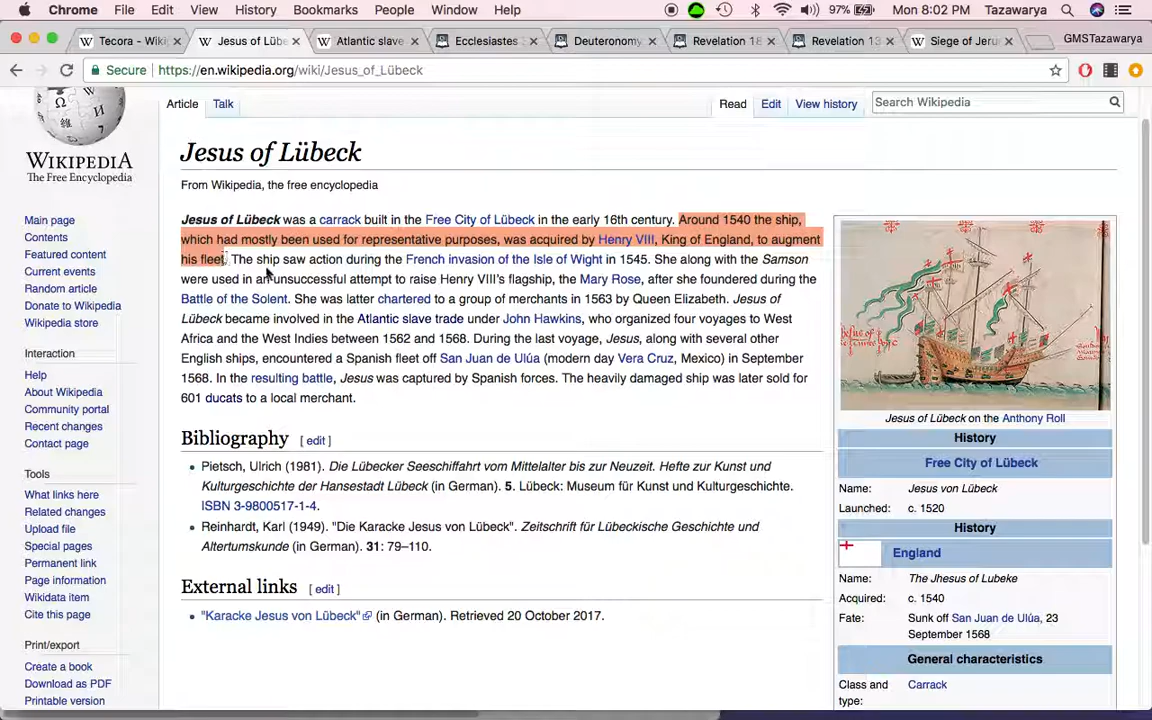 Chrome File Edit View History Bookmarks People Window Help 97% Mon 8:02 PM Tazawarya
Tecora - Wiki Jesus of Lübe Atlantic slave Ecclesiastes Deuteronomy Revelation 18 Revelation 13 Siege of Jeru GMSTazawarya
Secure https://en.wikipedia.org/wiki/Jesus_of_Lübeck
Article Talk Read Edit View history Search Wikipedia
WIKIPEDIA
The Free Encyclopedia
Main page
Contents
Featured content
Current events
Random article
Donate to Wikipedia
Wikipedia store
Interaction
Help
About Wikipedia
Community portal
Recent changes
Contact page
Tools
What links here
Related changes
Upload file
Special pages
Permanent link
Page information
Wikidata item
Cite this page
Print/export
Create a book
Download as PDF
Printable version
Jesus of Lübeck
From Wikipedia, the free encyclopedia
Jesus of Lübeck was a carrack built in the Free City of Lübeck in the early 16th century. Around 1540 the ship,
which had mostly been used for representative purposes, was acquired by Henry VIII, King of England, to augment
his fleet. The ship saw action during the French invasion of the Isle of Wight in 1545. She along with the Samson
were used in an unsuccessful attempt to raise Henry VIII's flagship, the Mary Rose, after she foundered during the
Battle of the Solent. She was latter chartered to a group of merchants in 1563 by Queen Elizabeth. Jesus of
Lübeck became involved in the Atlantic slave trade under John Hawkins, who organized four voyages to West
Africa and the West Indies between 1562 and 1568. During the last voyage, Jesus, along with several other
English ships, encountered a Spanish fleet off San Juan de Ulúa (modern day Vera Cruz, Mexico) in September
1568. In the resulting battle, Jesus was captured by Spanish forces. The heavily damaged ship was later sold for
601 ducats to a local merchant.
Bibliography [ edit ]
Pietsch, Ulrich (1981). Die Lübecker Seeschiffahrt vom Mittelalter bis zur Neuzeit. Hefte zur Kunst und
Kulturgeschichte der Hansestadt Lübeck (in German). 5. Lübeck: Museum für Kunst und Kulturgeschichte.
ISBN 3-9800517-1-4.
Reinhardt, Karl (1949). "Die Karacke Jesus von Lübeck". Zeitschrift für Lübeckische Geschichte und
Altertumskunde (in German). 31: 79–110.
External links [ edit ]
"Karacke Jesus von Lübeck" (in German). Retrieved 20 October 2017.
Jesus of Lübeck on the Anthony Roll
History
Free City of Lübeck
Name: Jesus von Lübeck
Launched: c. 1520
History
England
Name: The Jhesus of Lubeke
Acquired: c. 1540
Fate: Sunk off San Juan de Ulúa, 23
September 1568
General characteristics
Class and Carrack
type: